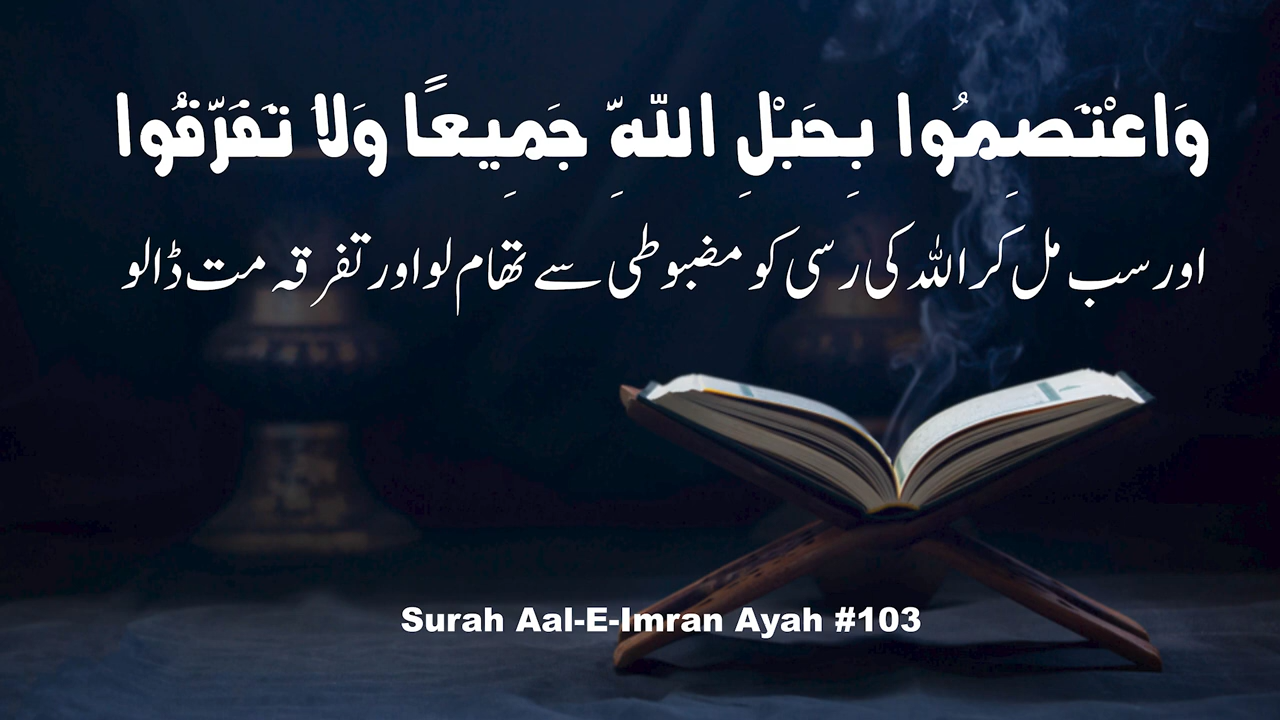 وَاعْتَصِمُوا بِحَبْلِ اللَّهِ جَمِيعًا وَلَا تَفَرَّقُوا
اور سب مل کر اللہ کی رسی کو مضبوطی سے تھام لو اور تفرقہ مت ڈالو
Surah Aal-E-Imran Ayah #103